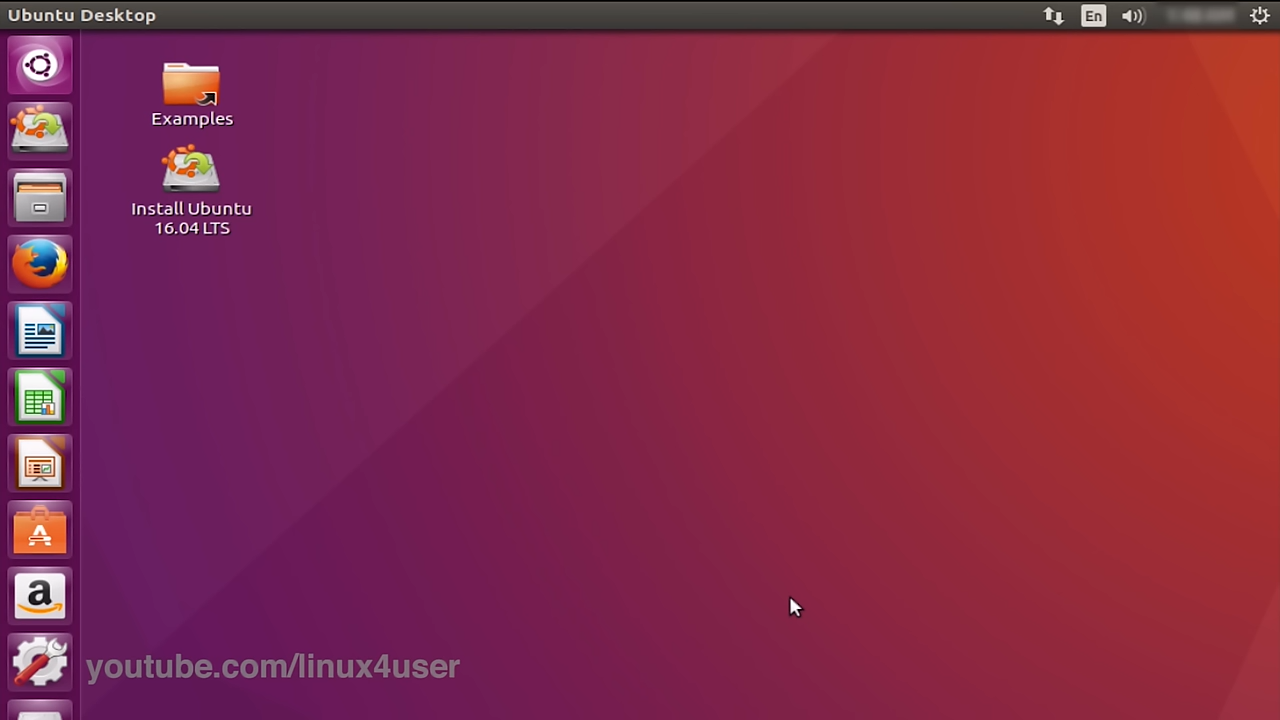 Ubuntu Desktop
En
Examples
Install Ubuntu
16.04 LTS
youtube.com/linux4user